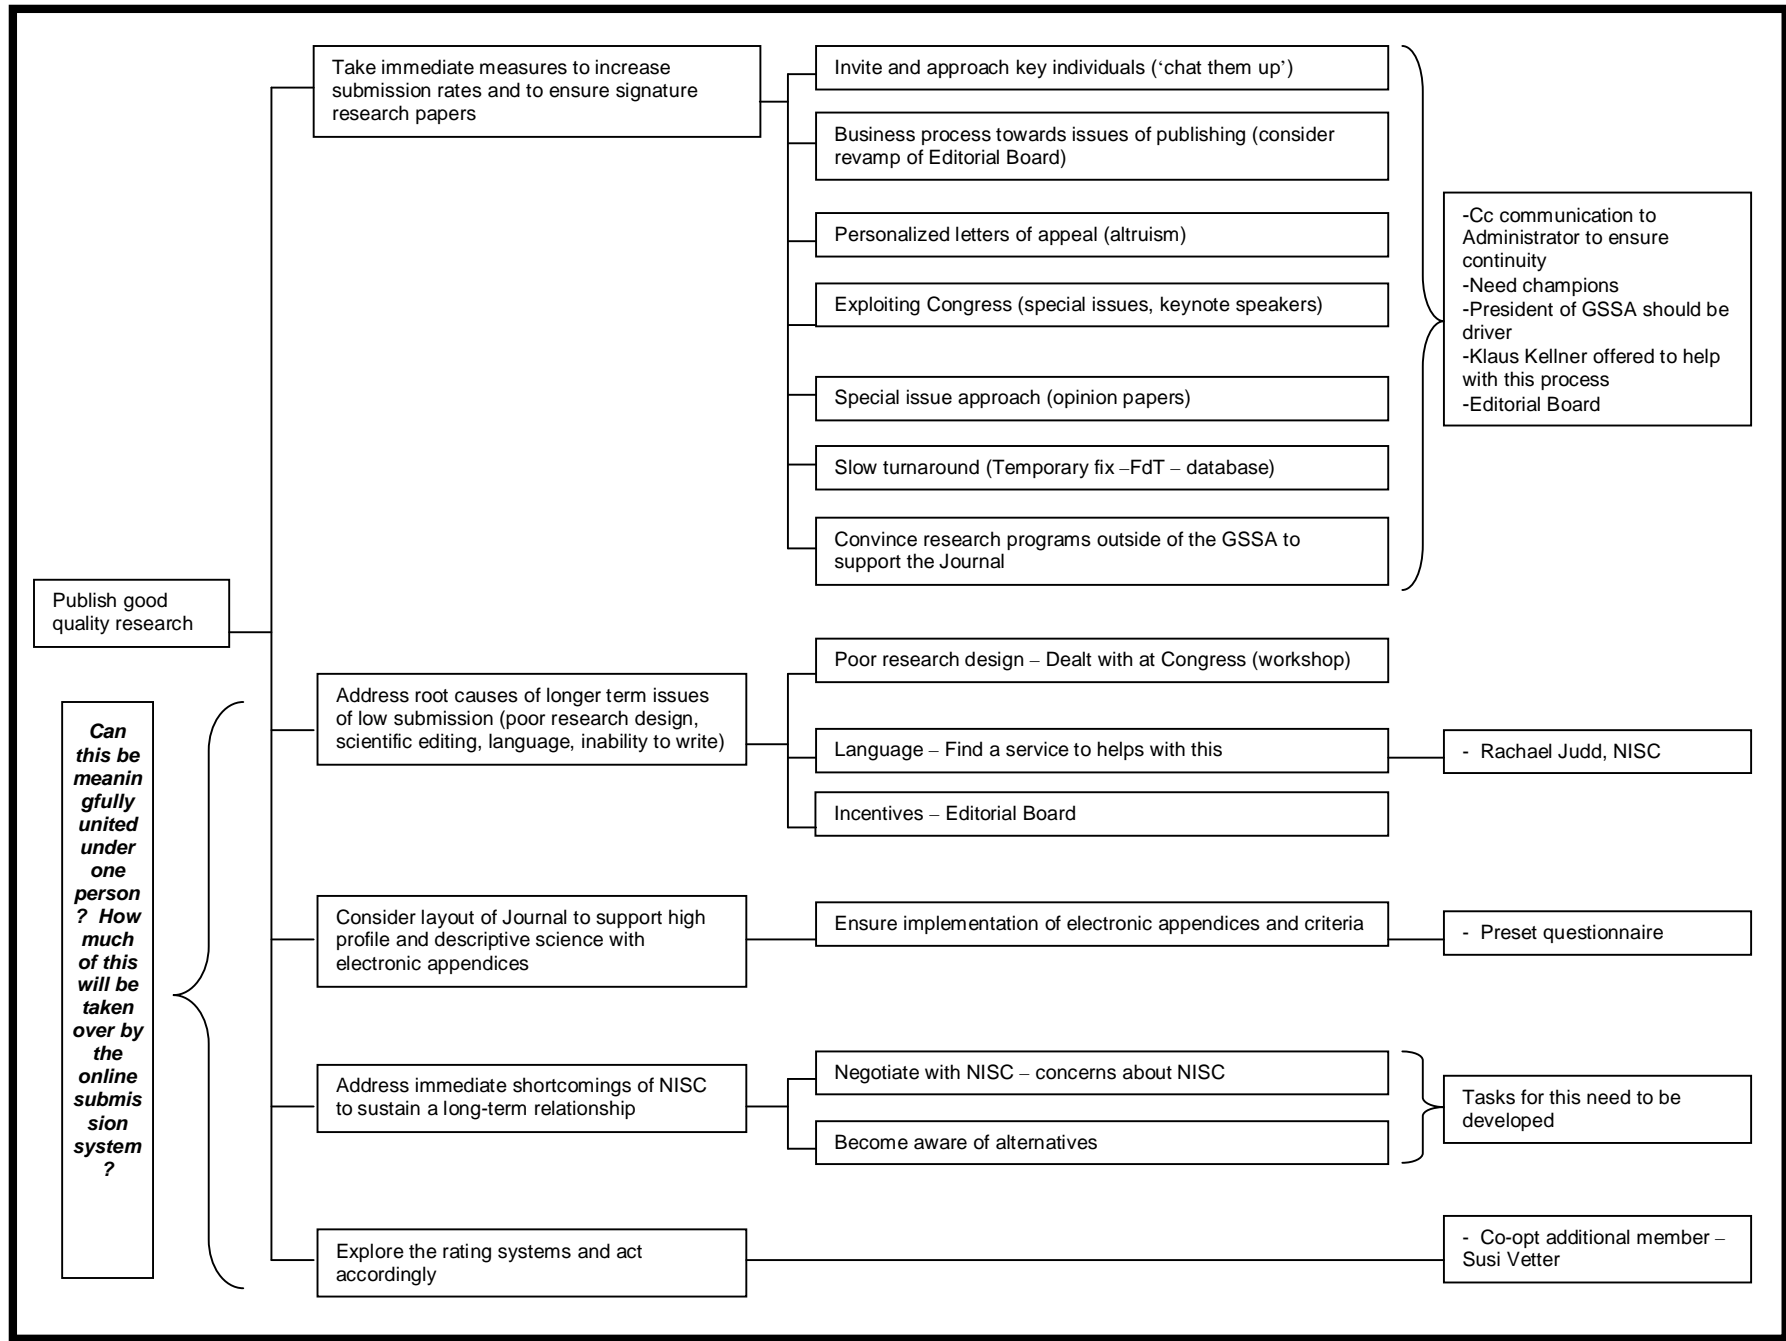 Take immediate measures to increase
submission rates and to ensure signature
research papers
Invite and approach key individuals (‘chat them up’)
Business process towards issues of publishing (consider
revamp of Editorial Board)
Personalized letters of appeal (altruism)
Exploiting Congress (special issues, keynote speakers)
Special issue approach (opinion papers)
Slow turnaround (Temporary fix –FdT – database)
Convince research programs outside of the GSSA to
support the Journal
-Cc communication to
Administrator to ensure
continuity
-Need champions
-President of GSSA should be
driver
-Klaus Kellner offered to help
with this process
-Editorial Board
Publish good
quality research
Can
this be
meanin
gfully
united
under
one
person
? How
much
of this
will be
taken
over by
the
online
submis
sion
system
?
Address root causes of longer term issues
of low submission (poor research design,
scientific editing, language, inability to write)
Poor research design – Dealt with at Congress (workshop)
Language – Find a service to helps with this
Incentives – Editorial Board
- Rachael Judd, NISC
Consider layout of Journal to support high
profile and descriptive science with
electronic appendices
Ensure implementation of electronic appendices and criteria
- Preset questionnaire
Address immediate shortcomings of NISC
to sustain a long-term relationship
Negotiate with NISC – concerns about NISC
Become aware of alternatives
Tasks for this need to be
developed
Explore the rating systems and act
accordingly
- Co-opt additional member –
Susi Vetter